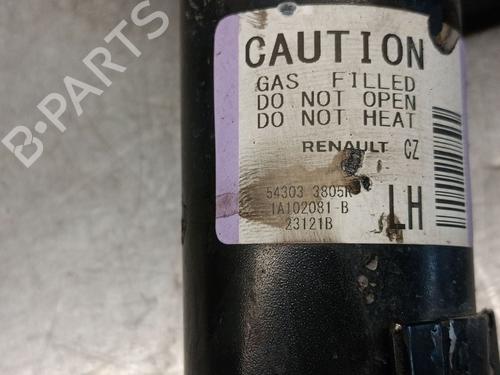 B-PARTS
CAUTION
GAS FILLED
DO NOT OPEN
DO NOT HEAT
RENAULT CZ
54303 3805R
1A102081-B LH
23121B